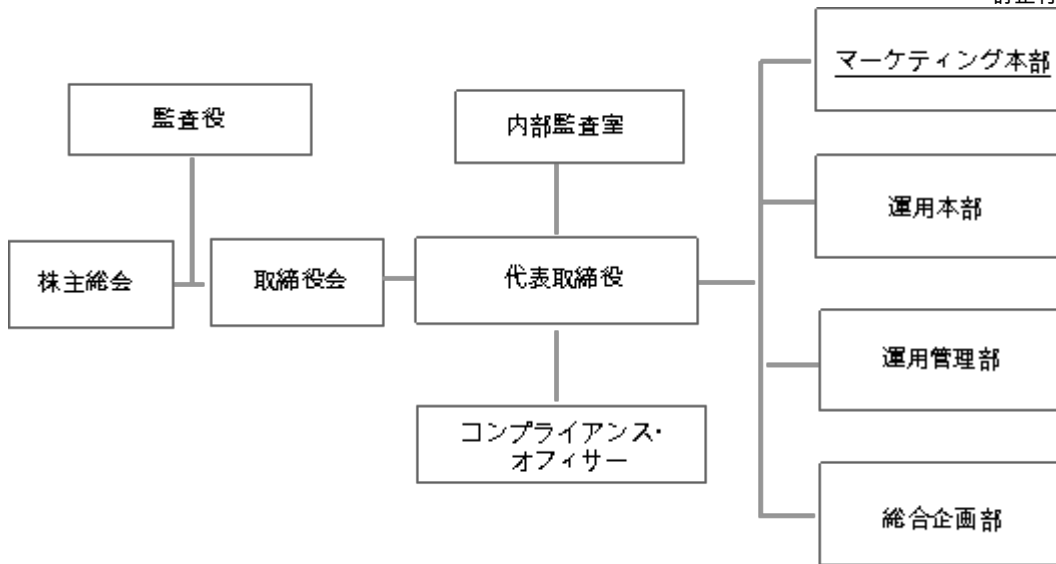 マーケティング本部
監査役
内部監査室
運用本部
株主総会
取締役会
代表取締役
運用管理部
コンプライアンス・
オフィサー
総合企画部